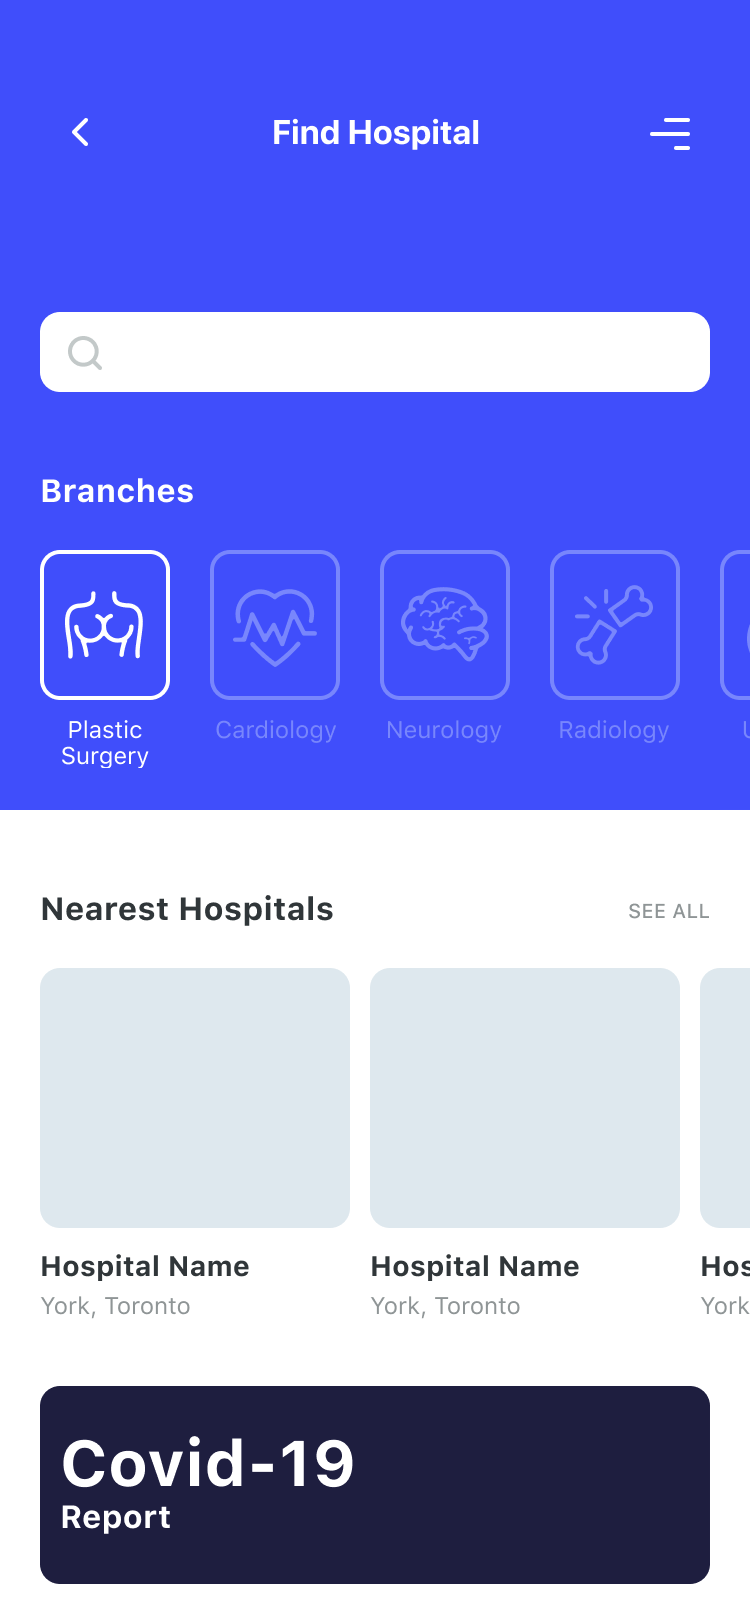 Find Hospital
Branches
Plastic
Surgery
Cardiology
Neurology
Radiology
U
Nearest Hospitals
SEE ALL
Hospital Name
York, Toronto
Hospital Name
York, Toronto
Hos
York
Covid-19
Report